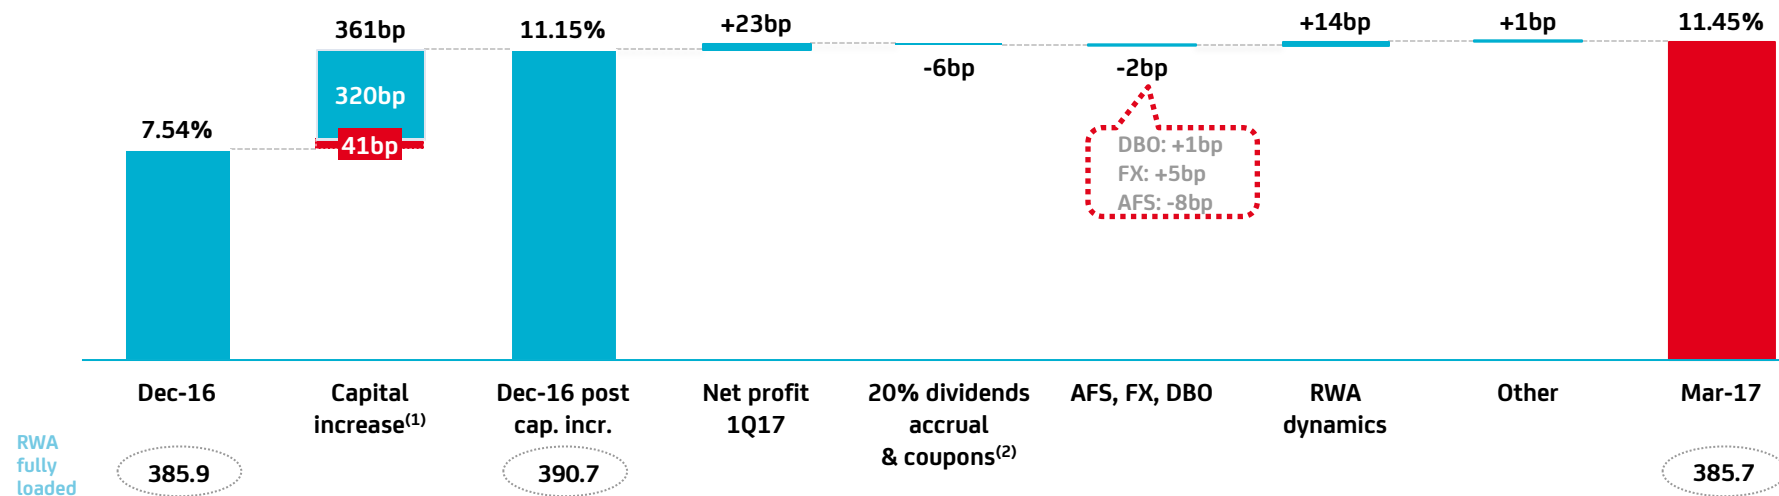 361bp
11.15%
+23bp
+14bp
+1bp
11.45%
-6bp
-2bp
320bp
7.54%
41bp
DBO: +1bp
FX: +5bp
AFS: -8bp
Dec-16
Capital
increase(1)
Dec-16 post
cap. incr.
Net profit
1Q17
20% dividends
accrual
& coupons(2)
AFS, FX, DBO
RWA
dynamics
Other
Mar-17
RWA
fully
loaded
385.9
390.7
385.7